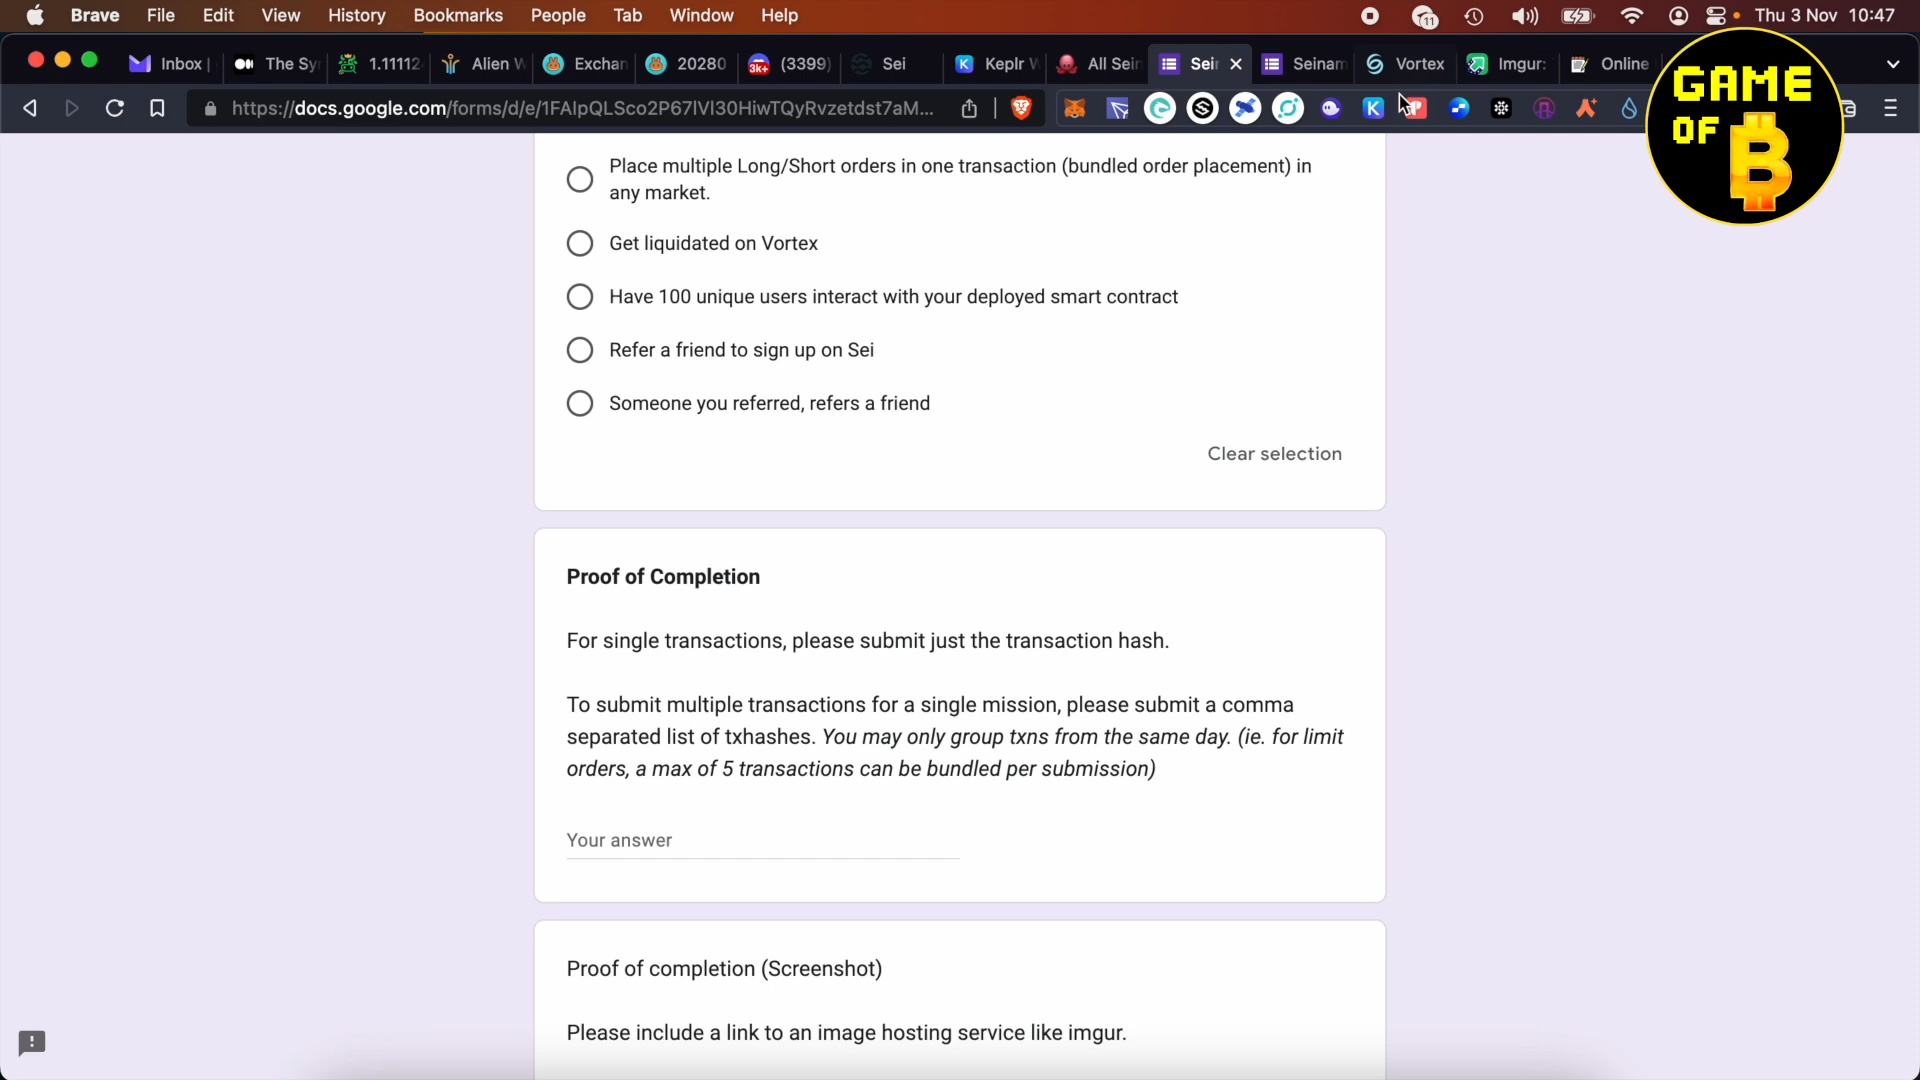 Brave File Edit View History Bookmarks People Tab Window Help 11 Thu 3 Nov 10:47
Inbox | The Sy 1.11112 Alien W Exchan 20280 3k+ (3399) Sei Keplr W All Sein Sein Seinam Vortex Imgur: Online
https://docs.google.com/forms/d/e/1FAIpQLSco2P67lVl30HiwTQyRvzetdst7aM...
GAME
OF B
Place multiple Long/Short orders in one transaction (bundled order placement) in
any market.
Get liquidated on Vortex
Have 100 unique users interact with your deployed smart contract
Refer a friend to sign up on Sei
Someone you referred, refers a friend
Clear selection
Proof of Completion
For single transactions, please submit just the transaction hash.
To submit multiple transactions for a single mission, please submit a comma
separated list of txhashes. You may only group txns from the same day. (ie. for limit
orders, a max of 5 transactions can be bundled per submission)
Your answer
Proof of completion (Screenshot)
Please include a link to an image hosting service like imgur.